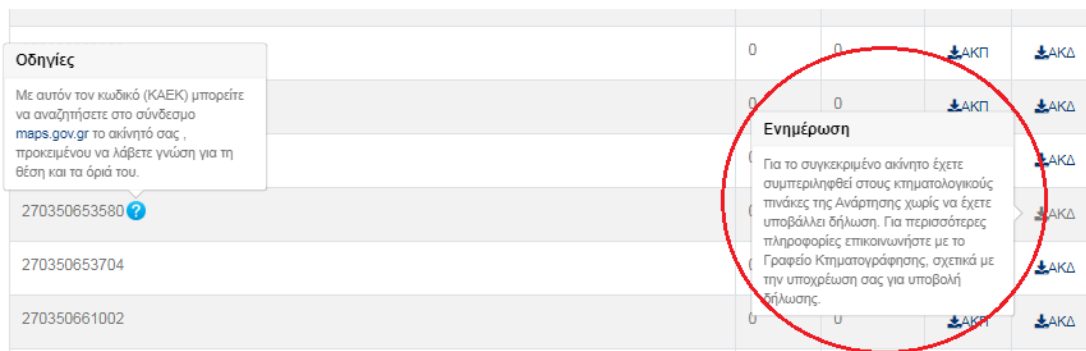 0 0 ΑΚΠ ΑΚΔ
Οδηγίες
Με αυτόν τον κωδικό (ΚΑΕΚ) μπορείτε
να αναζητήσετε στο σύνδεσμο
maps.gov.gr το ακίνητό σας ,
προκειμένου να λάβετε γνώση για τη
θέση και τα όριά του.
0 0 ΑΚΠ ΑΚΔ
Ενημέρωση
Για το συγκεκριμένο ακίνητο έχετε
συμπεριληφθεί στους κτηματολογικούς
πινάκες της Ανάρτησης χωρίς να έχετε
υποβάλλει δήλωση. Για περισσότερες
πληροφορίες επικοινωνήστε με το
Γραφείο Κτηματογράφησης, σχετικά με
την υποχρέωση σας για υποβολή
δήλωσης.
ΑΚΔ
270350653580 ? ΑΚΔ
270350653704 ΑΚΔ
270350661002 0 0 ΑΚΠ ΑΚΔ